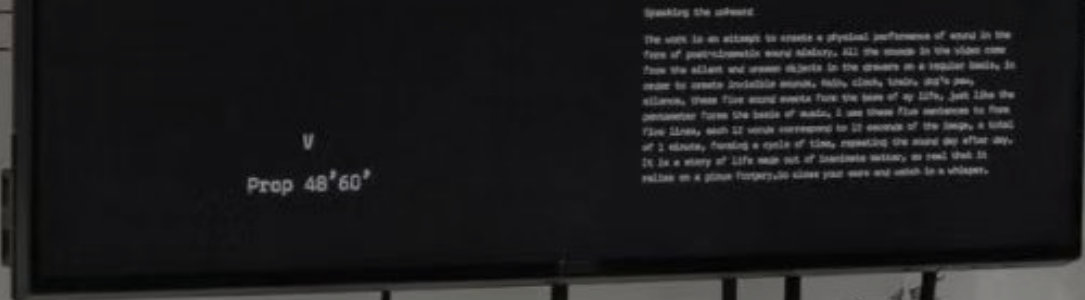 V
Prop 48'60'
Speaking the unheard
The work is an attempt to create a physical performance of sound in the
form of post-cinematic sound mimicry. All the sounds in the video come
from the silent and unseen objects in the drawers on a regular basis, in
order to create invisible sounds. Rain, clock, train, dog's paw,
silence, these five sound events form the base of my life, just like the
pentameter forms the basis of music, I use these five sentences to form
five lines, each 12 words correspond to 12 seconds of the image, a total
of 1 minute, forming a cycle of time, repeating the sound day after day.
It is a story of life made out of inanimate matter, so real that it
relies on a pious forgery. So close your ears and watch in a whisper.